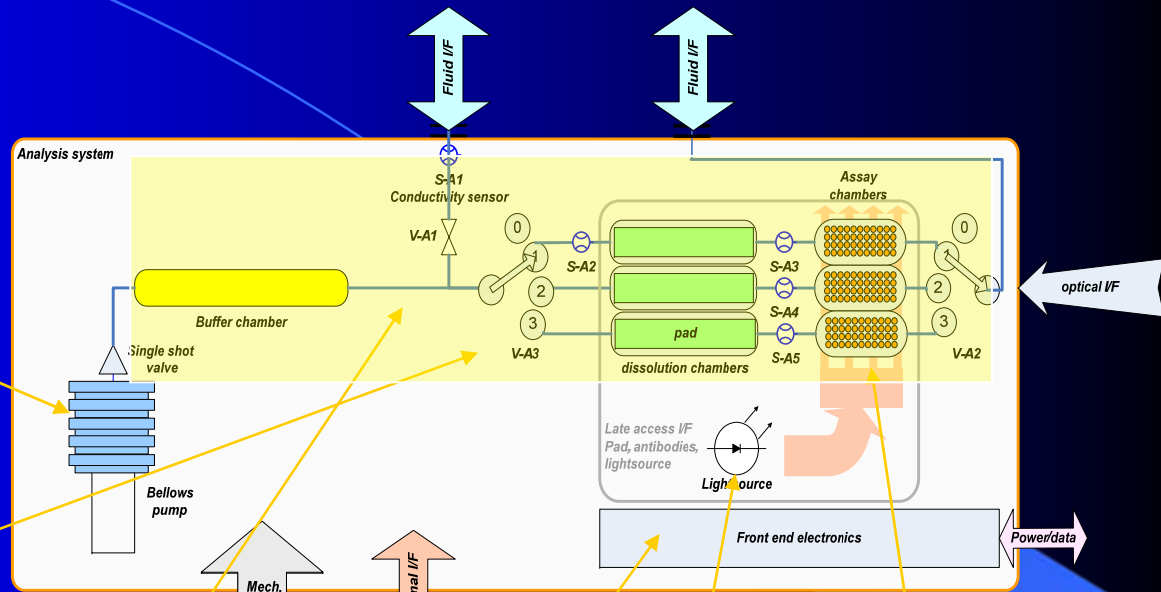 Fluid I/F
Fluid I/F
Analysis system
S-A1
Conductivity sensor
Assay
chambers
V-A1
0
1
2
3
S-A2
S-A3
S-A4
S-A5
0
1
2
3
V-A3
V-A2
pad
dissolution chambers
Buffer chamber
Single shot
valve
optical I/F
Late access I/F
Pad, antibodies,
lightsource
Lightsource
Bellows
pump
Front end electronics
Power/data
Mech.
I/F